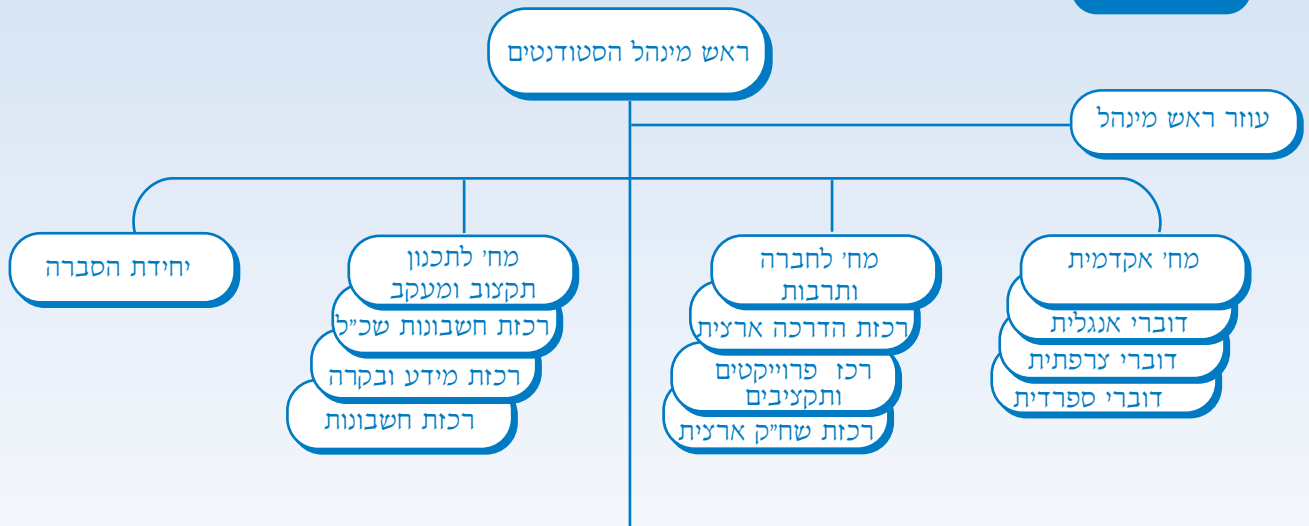 ראש מינהל הסטודנטים
עוזר ראש מינהל
מח׳ אקדמית
דוברי אנגלית
דוברי צרפתית
דוברי ספרדית
מח׳ לחברה
ותרבות
רכזת הדרכה ארצית
רכז פרוייקטים
ותקציבים
רכזת שח״ק ארצית
מח׳ לתכנון
תקצוב ומעקב
רכזת חשבונות שכ״ל
רכזת מידע ובקרה
רכזת חשבונות
יחידת הסברה